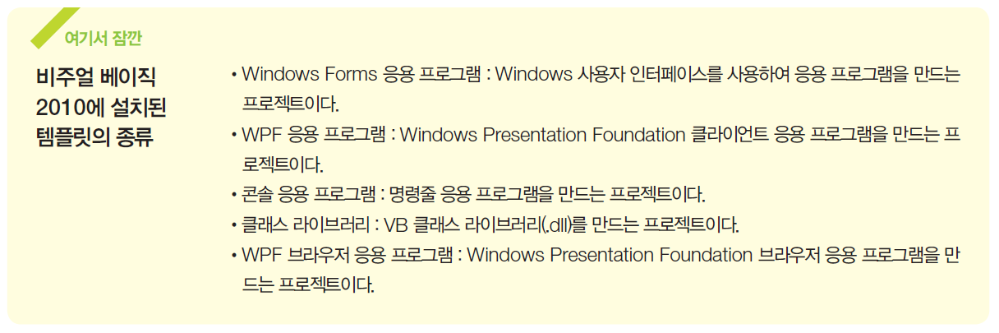 여기서 잠깐
비주얼 베이직
2010에 설치된
템플릿의 종류
• Windows Forms 응용 프로그램 : Windows 사용자 인터페이스를 사용하여 응용 프로그램을 만드는
프로젝트이다.
• WPF 응용 프로그램 : Windows Presentation Foundation 클라이언트 응용 프로그램을 만드는 프
로젝트이다.
• 콘솔 응용 프로그램 : 명령줄 응용 프로그램을 만드는 프로젝트이다.
• 클래스 라이브러리 : VB 클래스 라이브러리(.dll)를 만드는 프로젝트이다.
• WPF 브라우저 응용 프로그램 : Windows Presentation Foundation 브라우저 응용 프로그램을 만
드는 프로젝트이다.